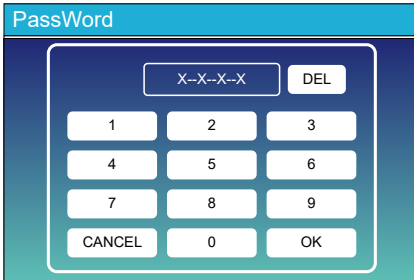 PassWord
X--X--X--X DEL
1 2 3
4 5 6
7 8 9
CANCEL 0 OK